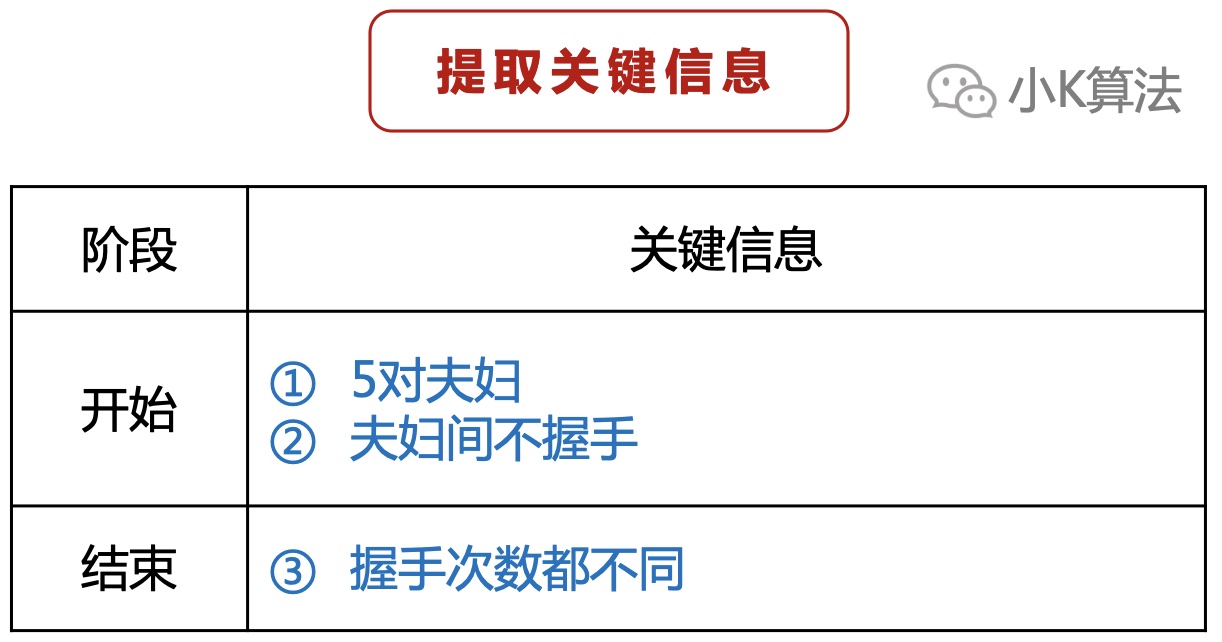 提取关键信息
小K算法
阶段
关键信息
开始
① 5对夫妇
② 夫妇间不握手
结束
③ 握手次数都不同